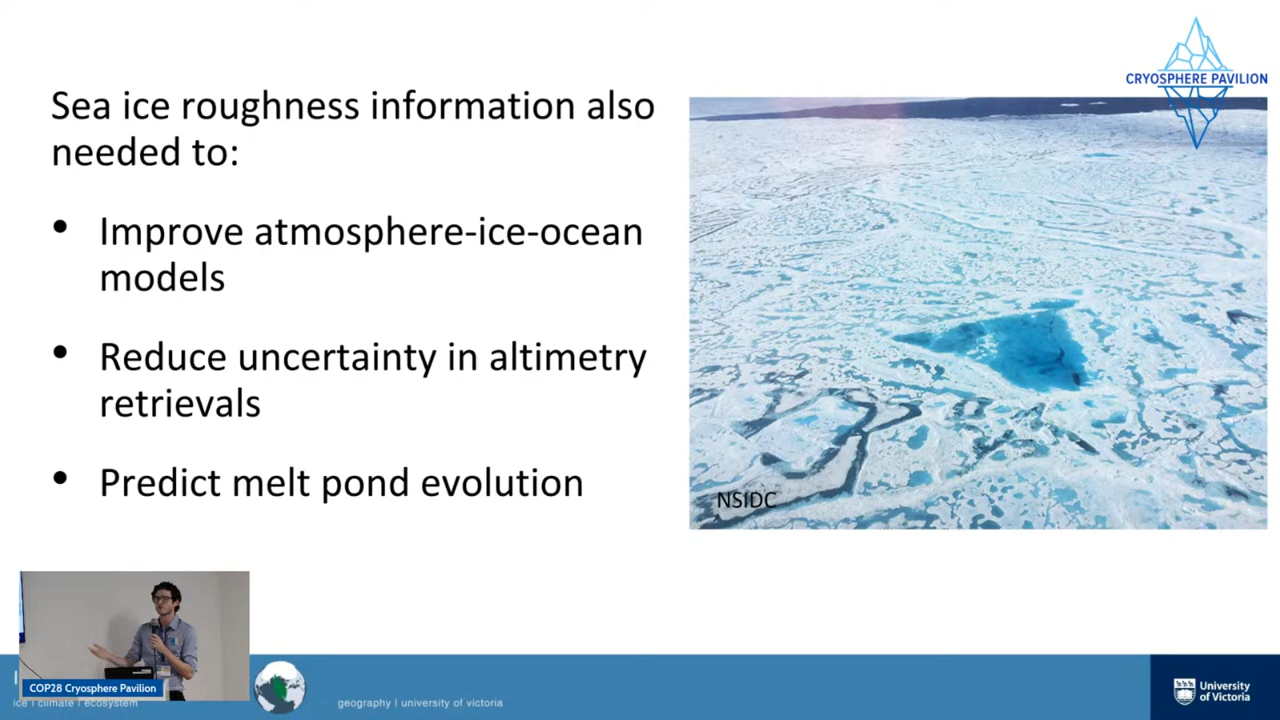 CRYOSPHERE PAVILION
Sea ice roughness information also
needed to:
• Improve atmosphere-ice-ocean
models
• Reduce uncertainty in altimetry
retrievals
• Predict melt pond evolution
NSIDC
COP28 Cryosphere Pavilion
ice | climate | ecosystem
geography | university of victoria
University
of Victoria